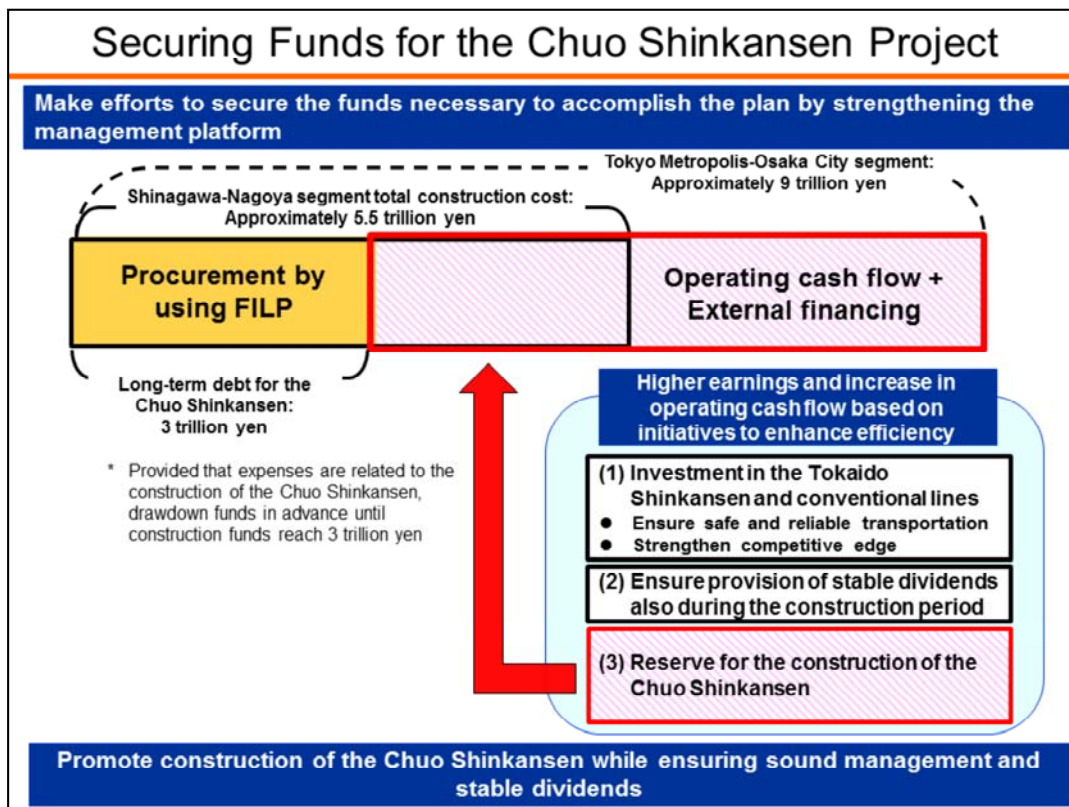 Securing Funds for the Chuo Shinkansen Project
Make efforts to secure the funds necessary to accomplish the plan by strengthening the
management platform
Tokyo Metropolis-Osaka City segment:
Approximately 9 trillion yen
Shinagawa-Nagoya segment total construction cost:
Approximately 5.5 trillion yen
Procurement by
using FILP
Operating cash flow +
External financing
Long-term debt for the
Chuo Shinkansen:
3 trillion yen
* Provided that expenses are related to the
construction of the Chuo Shinkansen,
drawdown funds in advance until
construction funds reach 3 trillion yen
Higher earnings and increase in
operating cash flow based on
initiatives to enhance efficiency
(1) Investment in the Tokaido
Shinkansen and conventional lines
● Ensure safe and reliable transportation
● Strengthen competitive edge
(2) Ensure provision of stable dividends
also during the construction period
(3) Reserve for the construction of the
Chuo Shinkansen
Promote construction of the Chuo Shinkansen while ensuring sound management and
stable dividends